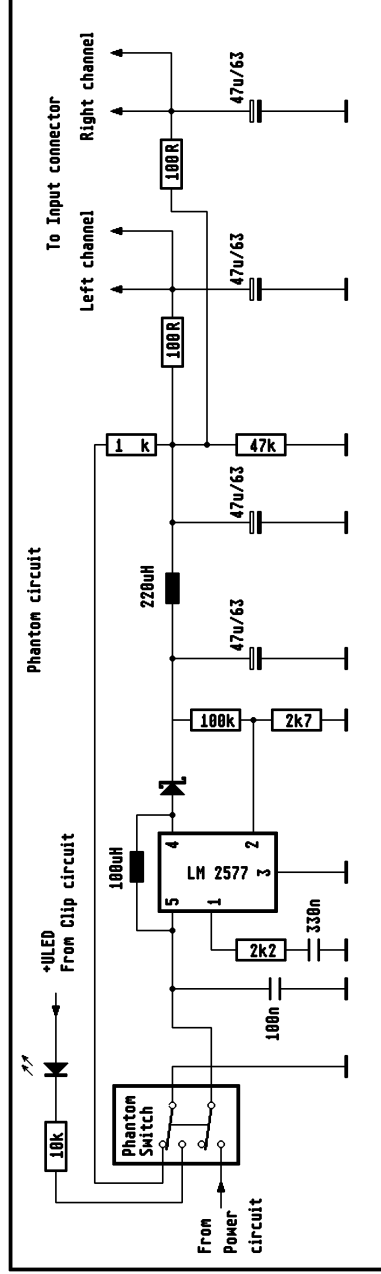 Phantom circuit
+ULED
From Clip circuit
10k
Phantom
Switch
From
Power
circuit
100n
100uH
5
4
LM 2577
1
3
2
2k2
330n
100k
2k7
47u/63
220uH
47u/63
1 k
47k
100R
Left channel
47u/63
To Input connector
100R
Right channel
47u/63